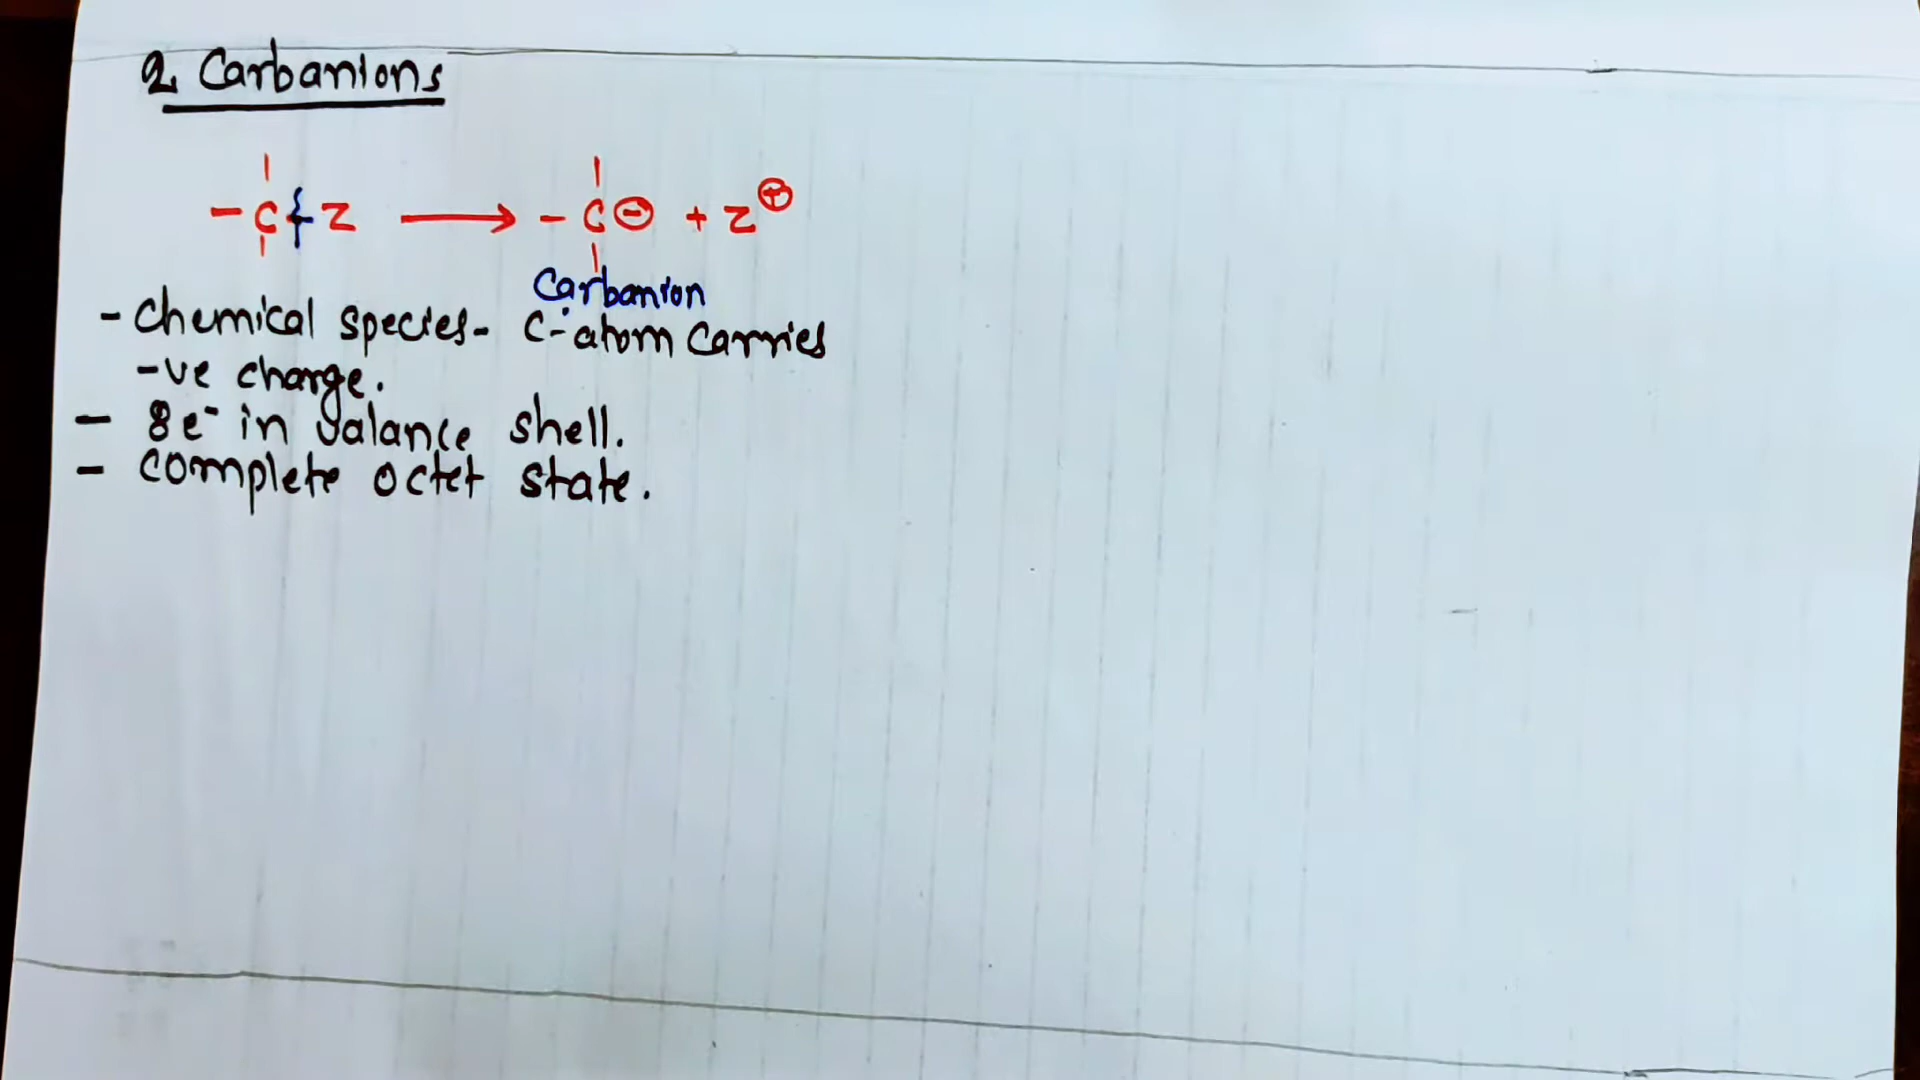 2 Carbanions
- C - Z ⟶ - C ⊖ + Z ⊕
Carbanion
- Chemical species - C-atom carries
-ve charge.
- 8e⁻ in valance shell.
- complete octet state.